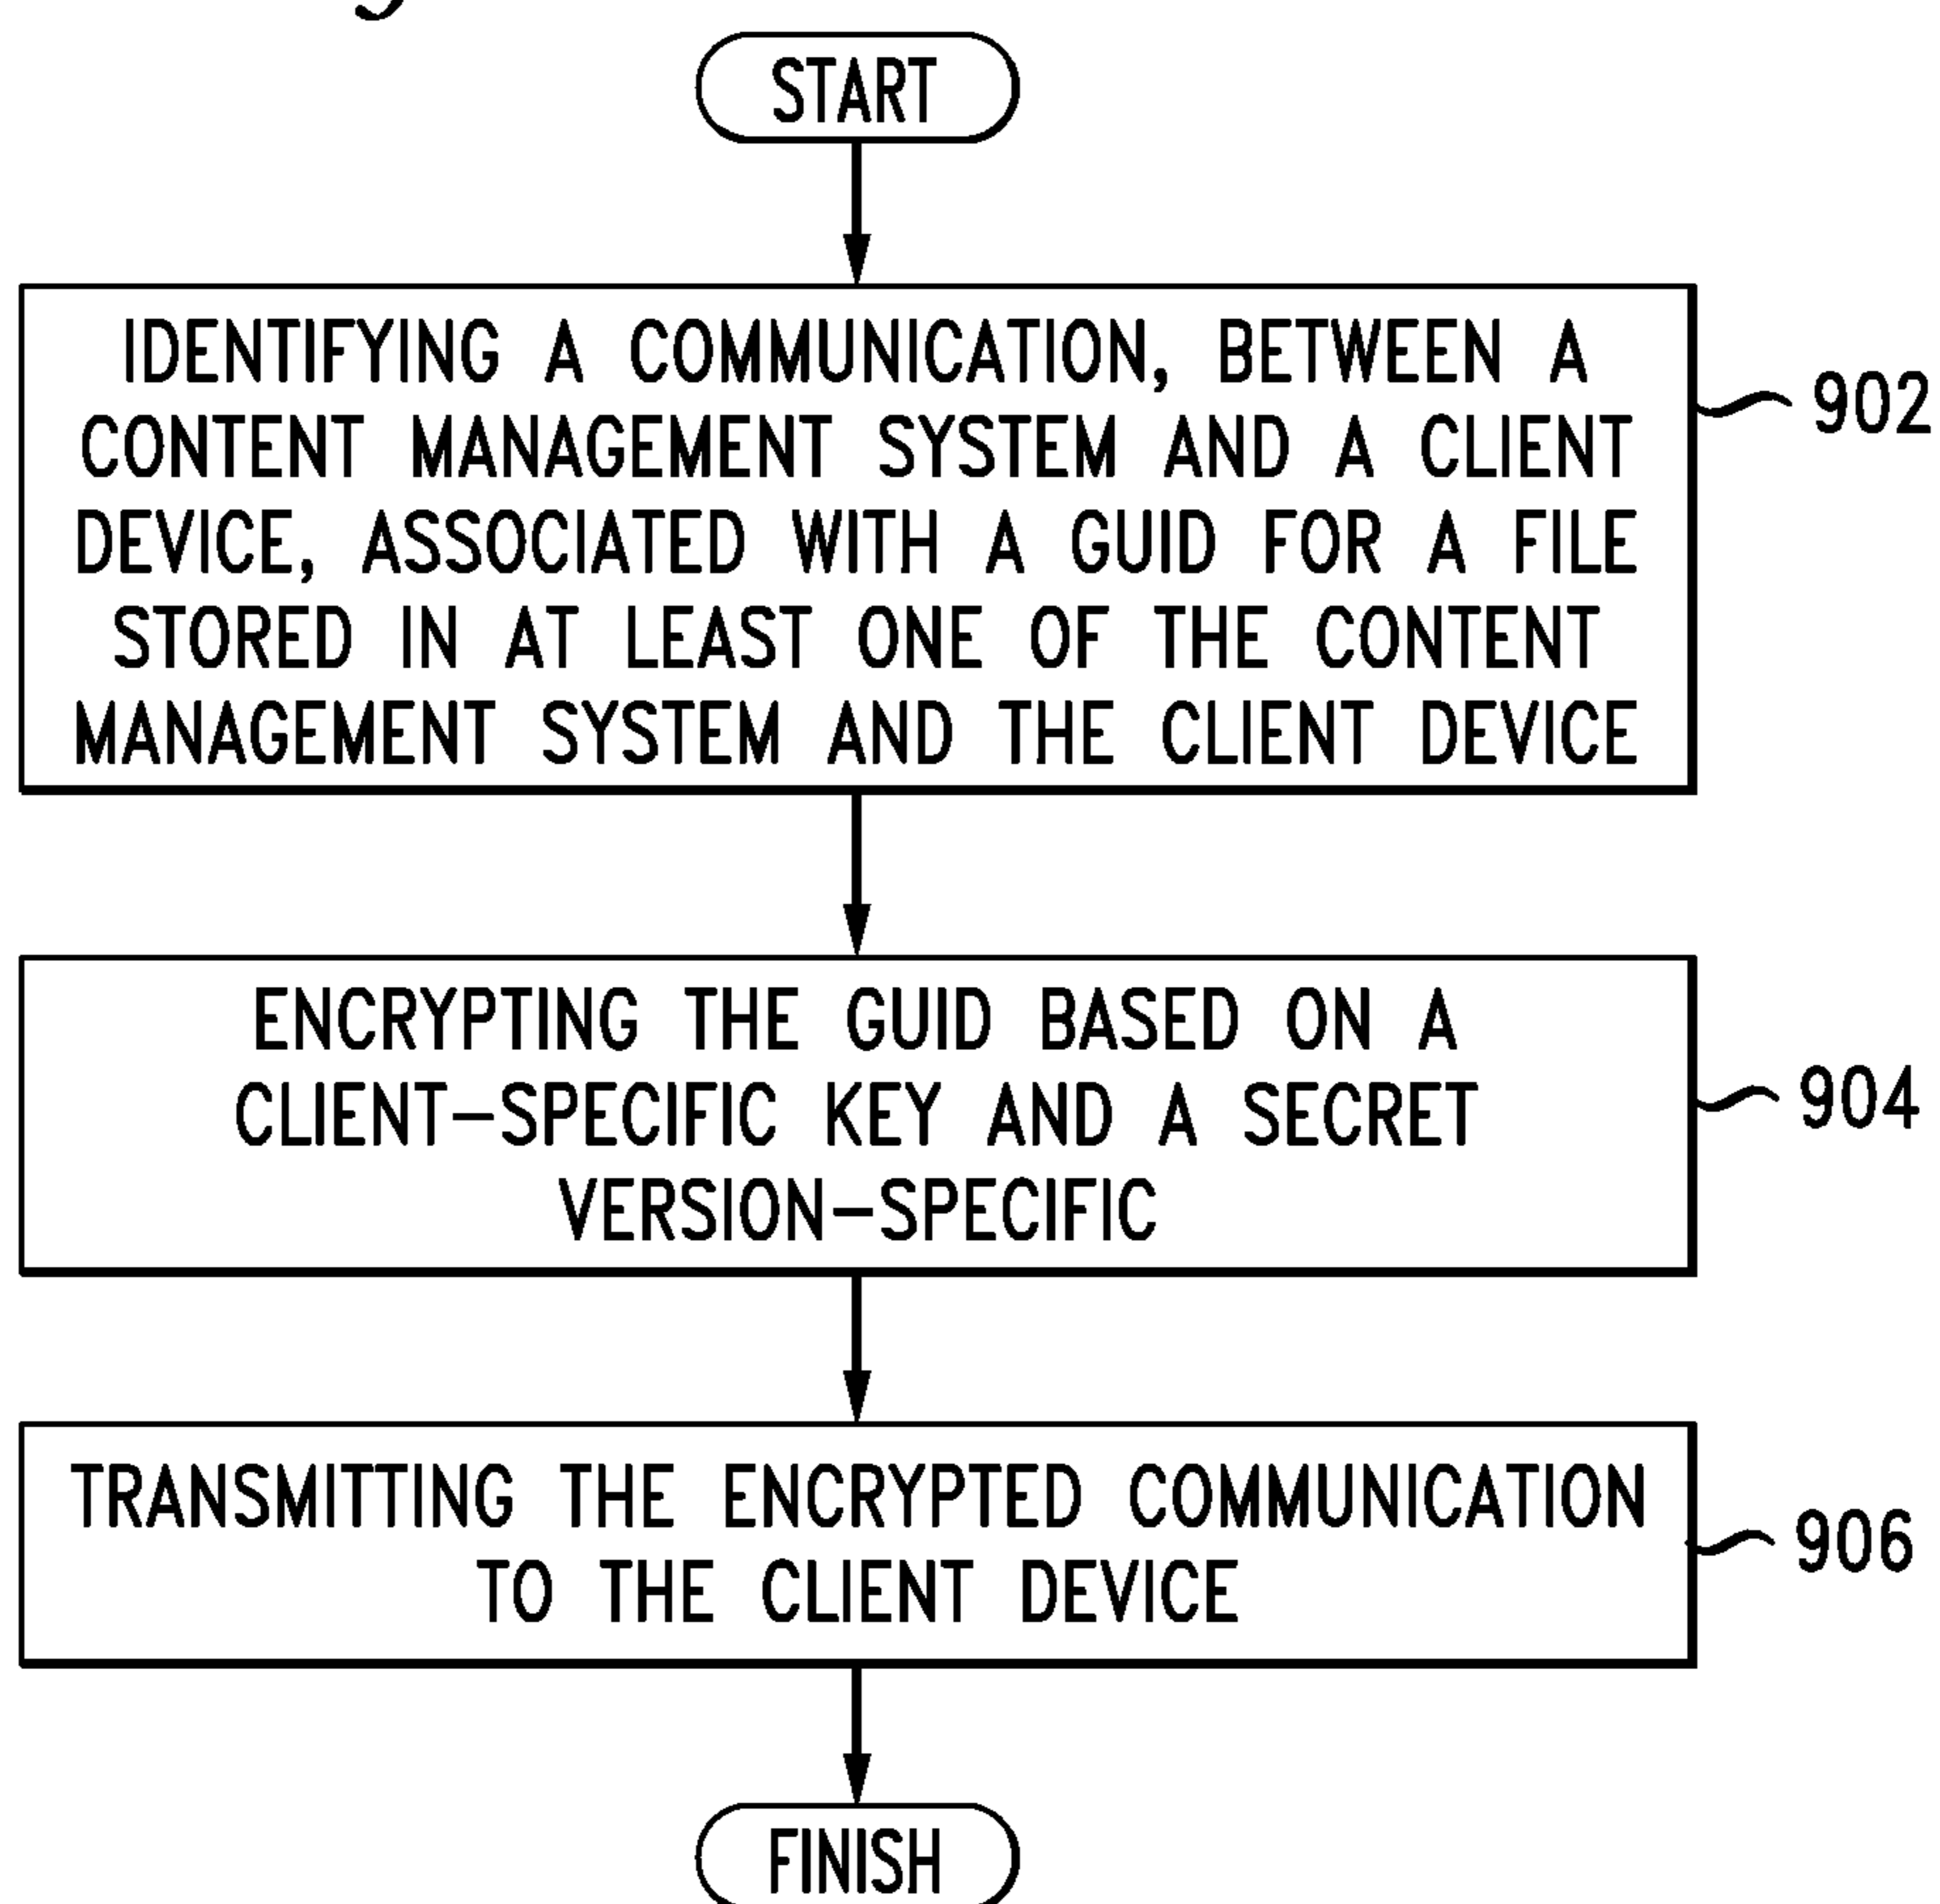 START
IDENTIFYING A COMMUNICATION, BETWEEN A
CONTENT MANAGEMENT SYSTEM AND A CLIENT
DEVICE, ASSOCIATED WITH A GUID FOR A FILE
STORED IN AT LEAST ONE OF THE CONTENT
MANAGEMENT SYSTEM AND THE CLIENT DEVICE
902
ENCRYPTING THE GUID BASED ON A
CLIENT-SPECIFIC KEY AND A SECRET
VERSION-SPECIFIC
904
TRANSMITTING THE ENCRYPTED COMMUNICATION
TO THE CLIENT DEVICE
906
FINISH